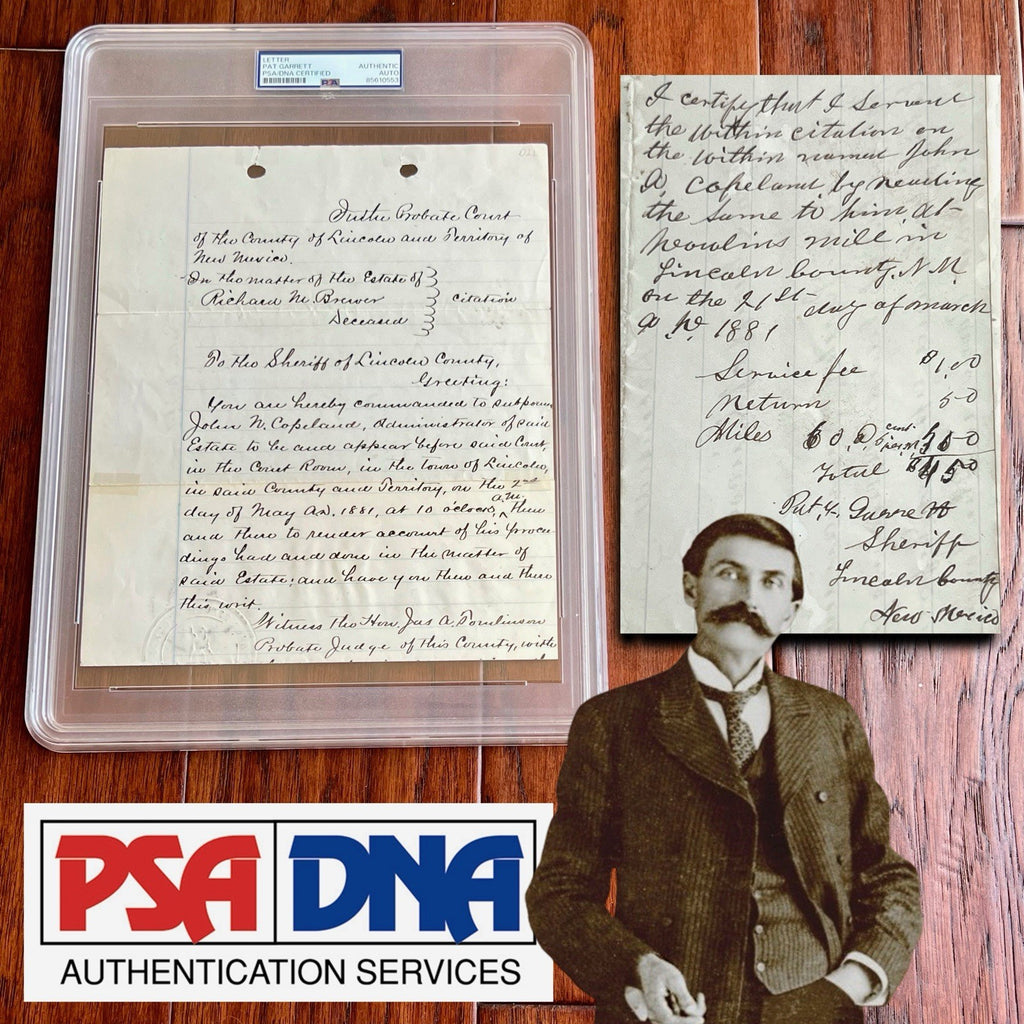 LETTER
PAT GARRETT AUTHENTIC
PSA/DNA CERTIFIED AUTO
85610553
In the Probate Court
of the County of Lincoln and Territory of
New Mexico.
In the matter of the Estate of
Richard M. Brewer citation
Deceased
To the Sheriff of Lincoln County,
Greeting:
You are hereby commanded to subpoena
John N. Copeland, Administrator of said
Estate to be and appear before said Court,
in the Court Room, in the town of Lincoln,
in said County and Territory, on the 2nd
day of May A.D. 1881, at 10 o'clock a.m. there
and there to render account of his procee
dings had and done in the matter of
said Estate; and have you then and there
this writ.
Witness the Hon. Jas A. Tomlinson
Probate Judge of this County, with
I certify that I Served
the within citation on
the within named John
N. Copeland by Reading
the same to him at
mill in
Lincoln County, N.M.
on the 21st day of march
A.D. 1881
Service fee $1.00
Return 50
Miles
Total
Pat. F. Garrett
Sheriff
Lincoln County
New Mexico
PSA DNA
AUTHENTICATION SERVICES